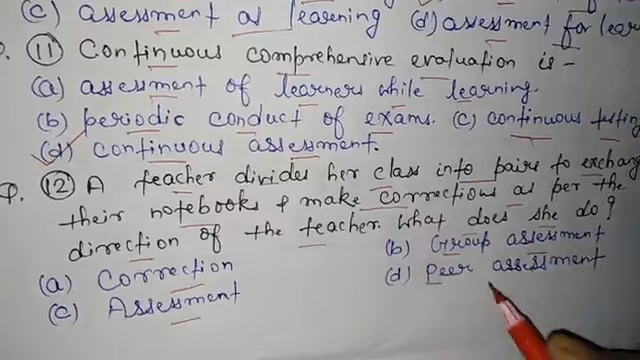 (c) assessment as learning (d) assessment for lear
(11) Continuous comprehensive evaluation is -
(a) assesment of learners while learning.
(b) periodic conduct of exams. (c) continuous testing
(d) continuous assessment.
Q. (12) A teacher divides her class into pairs to exchang
their notebooks & make corrections as per the
direction of the teacher. What does she do?
(a) Correction (b) Group assessment
(c) Assessment (d) Peer assessment